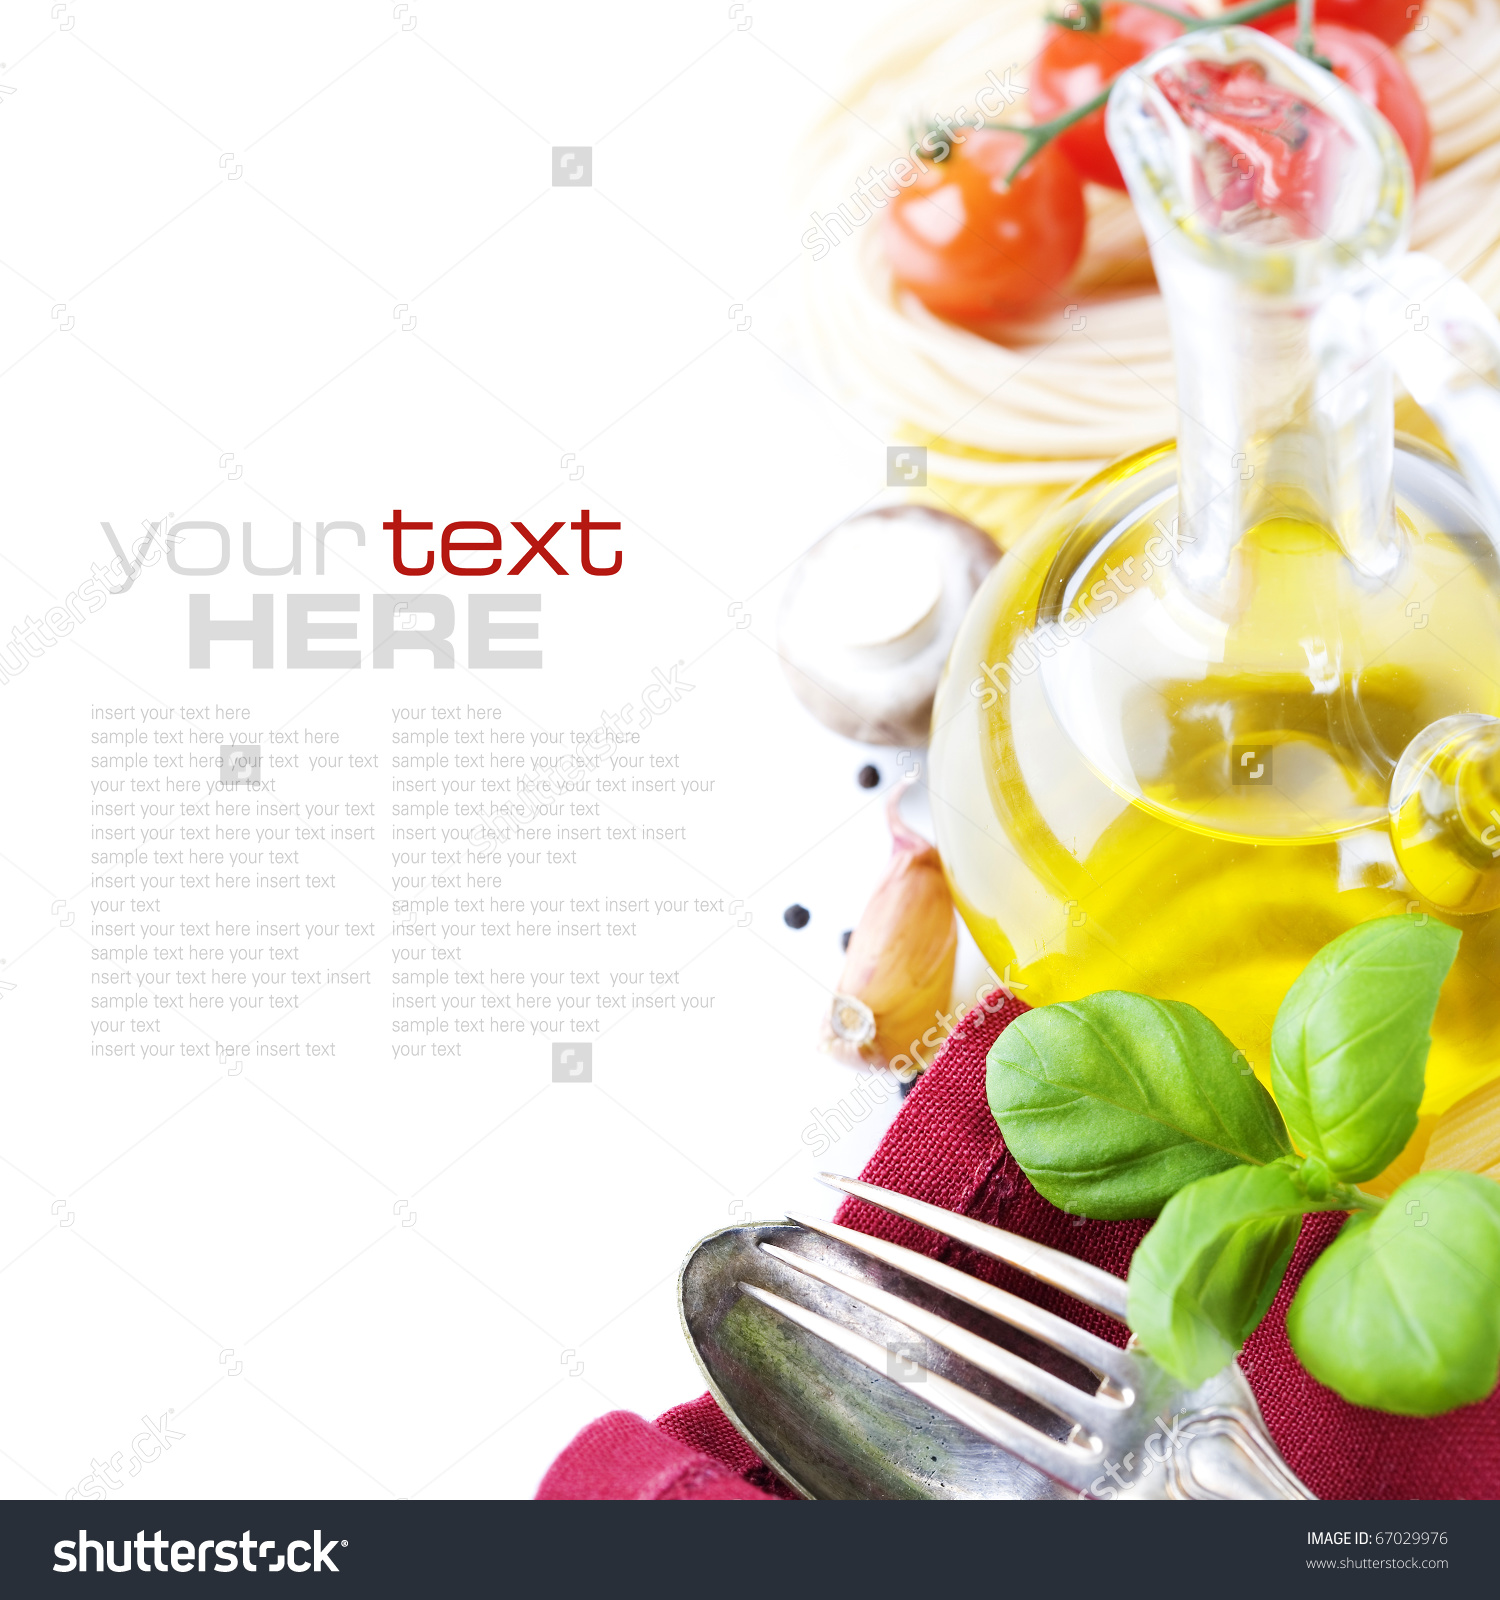 your text
HERE
insert your text here
sample text here your text here
sample text here your text  your text
your text here your text
insert your text here insert your text
insert your text here your text insert
sample text here your text
insert your text here insert text
your text
insert your text here insert your text
sample text here your text
nsert your text here your text insert
sample text here your text
your text
insert your text here insert text
your text here
sample text here your text here
sample text here your text  your text
insert your text here insert your
sample text here your text
insert your text here insert text insert
text here your text
your text here
sample text here your text insert your text
insert your text here insert text
your text
sample text here your text  your text
insert your text here your text insert your
sample text here your text
your text
shutterstock
shutterstock
shutterstock
shutterstock
shutterstock
shutterstock
shutterstock
shutterstock
shutterstock®
IMAGE ID: 67029976
www.shutterstock.com